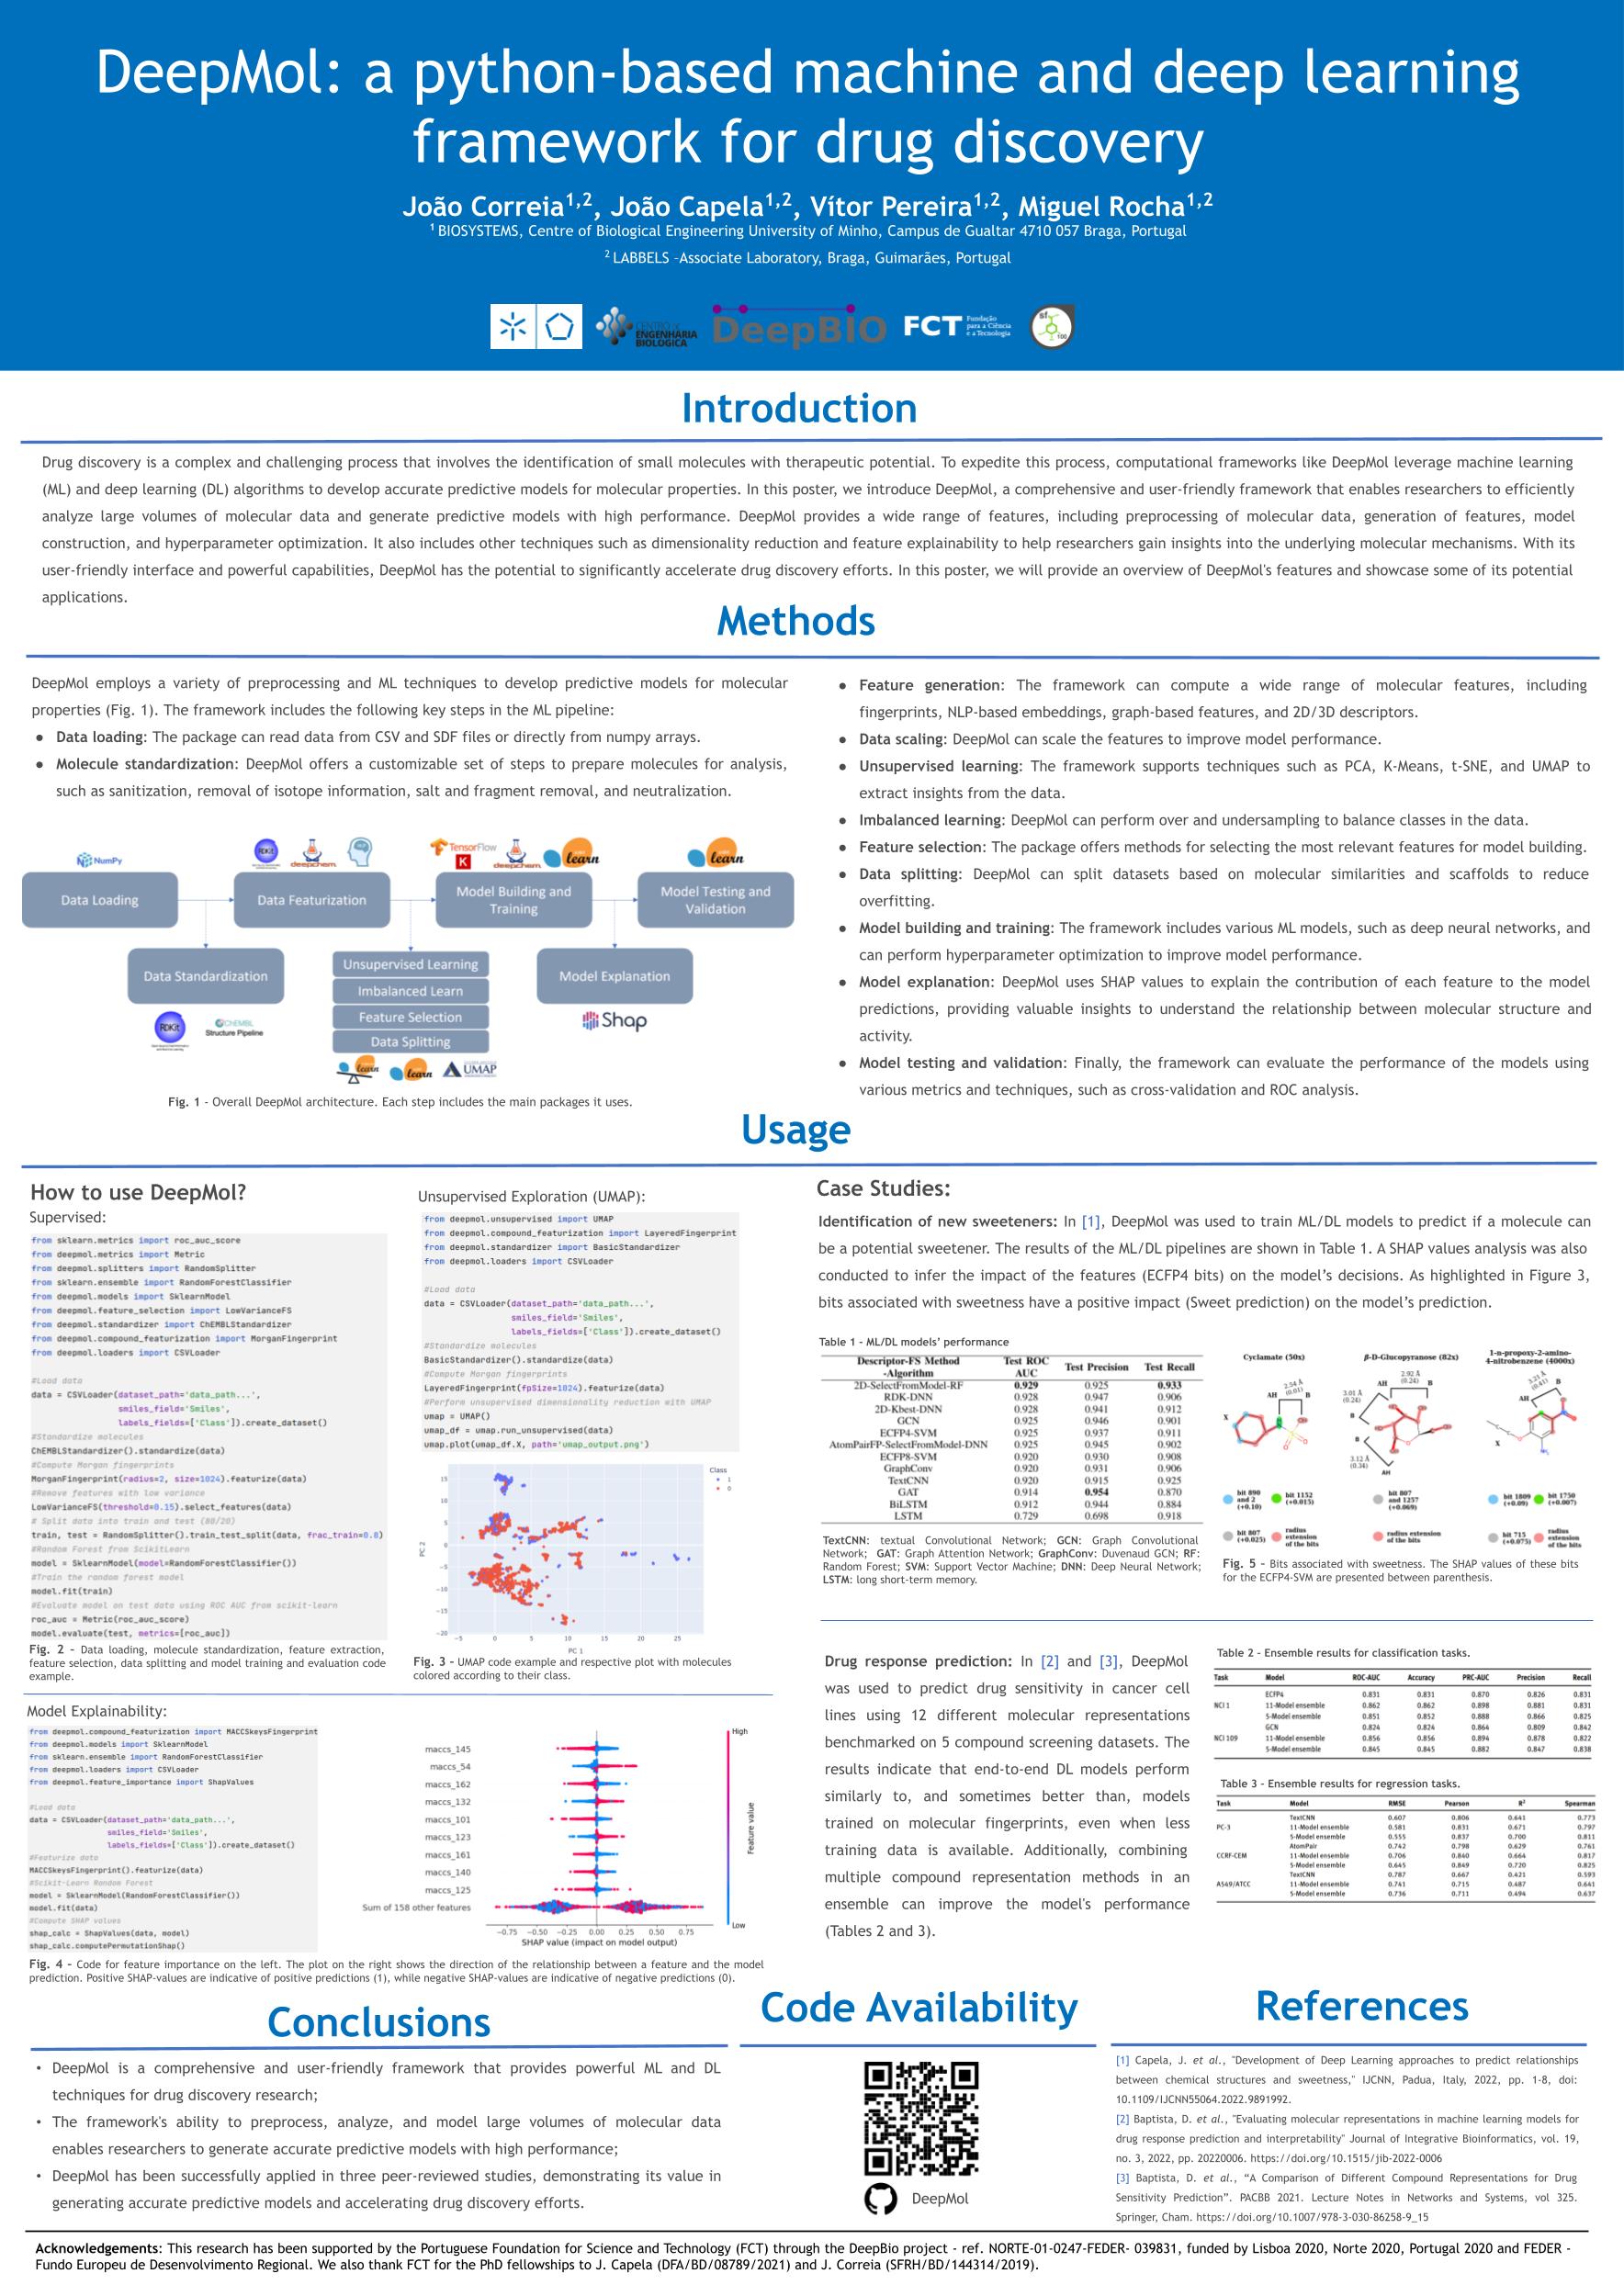 DeepMol: a python-based machine and deep learning
framework for drug discovery
João Correia1,2, João Capela1,2, Vítor Pereira1,2, Miguel Rocha1,2
1 BIOSYSTEMS, Centre of Biological Engineering University of Minho, Campus de Gualtar 4710 057 Braga, Portugal
2 LABBELS –Associate Laboratory, Braga, Guimarães, Portugal
CENTRO DE
ENGENHARIA
BIOLÓGICA
DeepBIO
FCT Fundação
para a Ciência
e a Tecnologia
sf
100
Introduction
Drug discovery is a complex and challenging process that involves the identification of small molecules with therapeutic potential. To expedite this process, computational frameworks like DeepMol leverage machine learning
(ML) and deep learning (DL) algorithms to develop accurate predictive models for molecular properties. In this poster, we introduce DeepMol, a comprehensive and user-friendly framework that enables researchers to efficiently
analyze large volumes of molecular data and generate predictive models with high performance. DeepMol provides a wide range of features, including preprocessing of molecular data, generation of features, model
construction, and hyperparameter optimization. It also includes other techniques such as dimensionality reduction and feature explainability to help researchers gain insights into the underlying molecular mechanisms. With its
user-friendly interface and powerful capabilities, DeepMol has the potential to significantly accelerate drug discovery efforts. In this poster, we will provide an overview of DeepMol's features and showcase some of its potential
applications.
Methods
DeepMol employs a variety of preprocessing and ML techniques to develop predictive models for molecular
properties (Fig. 1). The framework includes the following key steps in the ML pipeline:
● Data loading: The package can read data from CSV and SDF files or directly from numpy arrays.
● Molecule standardization: DeepMol offers a customizable set of steps to prepare molecules for analysis,
such as sanitization, removal of isotope information, salt and fragment removal, and neutralization.
NumPy
RDKit
deepchem
TensorFlow
K
deepchem
learn
learn
Data Loading
Data Featurization
Model Building and
Training
Model Testing and
Validation
Data Standardization
Unsupervised Learning
Imbalanced Learn
Feature Selection
Data Splitting
Model Explanation
RDKit
ChEMBL
Structure Pipeline
Shap
learn
learn
UMAP
Fig. 1 - Overall DeepMol architecture. Each step includes the main packages it uses.
● Feature generation: The framework can compute a wide range of molecular features, including
fingerprints, NLP-based embeddings, graph-based features, and 2D/3D descriptors.
● Data scaling: DeepMol can scale the features to improve model performance.
● Unsupervised learning: The framework supports techniques such as PCA, K-Means, t-SNE, and UMAP to
extract insights from the data.
● Imbalanced learning: DeepMol can perform over and undersampling to balance classes in the data.
● Feature selection: The package offers methods for selecting the most relevant features for model building.
● Data splitting: DeepMol can split datasets based on molecular similarities and scaffolds to reduce
overfitting.
● Model building and training: The framework includes various ML models, such as deep neural networks, and
can perform hyperparameter optimization to improve model performance.
● Model explanation: DeepMol uses SHAP values to explain the contribution of each feature to the model
predictions, providing valuable insights to understand the relationship between molecular structure and
activity.
● Model testing and validation: Finally, the framework can evaluate the performance of the models using
various metrics and techniques, such as cross-validation and ROC analysis.
Usage
How to use DeepMol?
Supervised:
from sklearn.metrics import roc_auc_score
from deepmol.metrics import Metric
from deepmol.splitters import RandomSplitter
from sklearn.ensemble import RandomForestClassifier
from deepmol.models import SklearnModel
from deepmol.feature_selection import LowVarianceFS
from deepmol.standardizer import ChEMBLStandardizer
from deepmol.compound_featurization import MorganFingerprint
from deepmol.loaders import CSVLoader
#Load data
data = CSVLoader(dataset_path='data_path...',
smiles_field='Smiles',
labels_fields=['Class']).create_dataset()
#Standardize molecules
ChEMBLStandardizer().standardize(data)
#Compute Morgan fingerprints
MorganFingerprint(radius=2, size=1024).featurize(data)
#Remove features with low variance
LowVarianceFS(threshold=0.15).select_features(data)
# Split data into train and test (80/20)
train, test = RandomSplitter().train_test_split(data, frac_train=0.8)
#Random Forest from ScikitLearn
model = SklearnModel(model=RandomForestClassifier())
#Train the random forest model
model.fit(train)
#Evaluate model on test data using ROC AUC from scikit-learn
roc_auc = Metric(roc_auc_score)
model.evaluate(test, metrics=[roc_auc])
Fig. 2 – Data loading, molecule standardization, feature extraction,
feature selection, data splitting and model training and evaluation code
example.
Unsupervised Exploration (UMAP):
from deepmol.unsupervised import UMAP
from deepmol.compound_featurization import LayeredFingerprint
from deepmol.standardizer import BasicStandardizer
from deepmol.loaders import CSVLoader
#Load data
data = CSVLoader(dataset_path='data_path...',
smiles_field='Smiles',
labels_fields=['Class']).create_dataset()
#Standardize molecules
BasicStandardizer().standardize(data)
#Compute Morgan fingerprints
LayeredFingerprint(fpSize=1024).featurize(data)
#Perform unsupervised dimensionality reduction with UMAP
umap = UMAP()
umap_df = umap.run_unsupervised(data)
umap.plot(umap_df.X, path='umap_output.png')
Class
1
0
PC 2
15
10
5
0
−5
−10
−15
−20
−5 0 5 10 15 20 25
PC 1
Fig. 3 – UMAP code example and respective plot with molecules
colored according to their class.
Model Explainability:
from deepmol.compound_featurization import MACCSkeysFingerprint
from deepmol.models import SklearnModel
from sklearn.ensemble import RandomForestClassifier
from deepmol.loaders import CSVLoader
from deepmol.feature_importance import ShapValues
#Load data
data = CSVLoader(dataset_path='data_path...',
smiles_field='Smiles',
labels_fields=['Class']).create_dataset()
#Featurize data
MACCSkeysFingerprint().featurize(data)
#Scikit-Learn Random Forest
model = SklearnModel(RandomForestClassifier())
model.fit(data)
#Compute SHAP values
shap_calc = ShapValues(data, model)
shap_calc.computePermutationShap()
maccs_145
maccs_54
maccs_162
maccs_132
maccs_101
maccs_123
maccs_161
maccs_140
maccs_125
Sum of 158 other features
−0.75 −0.50 −0.25 0.00 0.25 0.50 0.75
SHAP value (impact on model output)
High
Feature value
Low
Fig. 4 – Code for feature importance on the left. The plot on the right shows the direction of the relationship between a feature and the model
prediction. Positive SHAP-values are indicative of positive predictions (1), while negative SHAP-values are indicative of negative predictions (0).
Case Studies:
Identification of new sweeteners: In [1], DeepMol was used to train ML/DL models to predict if a molecule can
be a potential sweetener. The results of the ML/DL pipelines are shown in Table 1. A SHAP values analysis was also
conducted to infer the impact of the features (ECFP4 bits) on the model's decisions. As highlighted in Figure 3,
bits associated with sweetness have a positive impact (Sweet prediction) on the model's prediction.
Table 1 - ML/DL models' performance
Descriptor-FS Method
-Algorithm Test ROC
AUC Test Precision Test Recall
2D-SelectFromModel-RF 0.929 0.925 0.933
RDK-DNN 0.928 0.947 0.906
2D-Kbest-DNN 0.928 0.941 0.912
GCN 0.925 0.946 0.901
ECFP4-SVM 0.925 0.937 0.911
AtomPairFP-SelectFromModel-DNN 0.925 0.945 0.902
ECFP8-SVM 0.920 0.930 0.908
GraphConv 0.920 0.931 0.906
TextCNN 0.920 0.915 0.925
GAT 0.914 0.954 0.870
BiLSTM 0.912 0.944 0.884
LSTM 0.729 0.698 0.918
TextCNN: textual Convolutional Network; GCN: Graph Convolutional
Network; GAT: Graph Attention Network; GraphConv: Duvenaud GCN; RF:
Random Forest; SVM: Support Vector Machine; DNN: Deep Neural Network;
LSTM: long short-term memory.
Cyclamate (50x)
β-D-Glucopyranose (82x)
1-n-propoxy-2-amino-
4-nitrobenzene (4000x)
2.54 Å
(0.01)
AH B
X
2.92 Å
(0.24)
AH B
3.01 Å
(0.24)
B
B
3.12 Å
(0.34)
AH
3.21 Å
(0.41)
B
AH
X
bit 890
and 2
(+0.10)
bit 1152
(+0.015)
bit 807
and 1257
(+0.069)
bit 1809
(+0.09)
bit 1750
(+0.007)
bit 807
(+0.025)
radius
extension
of the bits
radius extension
of the bits
bit 715
(+0.075)
radius
extension
of the bits
Fig. 5 – Bits associated with sweetness. The SHAP values of these bits
for the ECFP4-SVM are presented between parenthesis.
Drug response prediction: In [2] and [3], DeepMol
was used to predict drug sensitivity in cancer cell
lines using 12 different molecular representations
benchmarked on 5 compound screening datasets. The
results indicate that end-to-end DL models perform
similarly to, and sometimes better than, models
trained on molecular fingerprints, even when less
training data is available. Additionally, combining
multiple compound representation methods in an
ensemble can improve the model's performance
(Tables 2 and 3).
Table 2 - Ensemble results for classification tasks.
Task Model ROC-AUC Accuracy PRC-AUC Precision Recall
ECFP4 0.831 0.831 0.870 0.826 0.831
NCI 1 11-Model ensemble 0.862 0.862 0.898 0.881 0.831
5-Model ensemble 0.851 0.852 0.888 0.866 0.825
GCN 0.824 0.824 0.864 0.809 0.842
NCI 109 11-Model ensemble 0.856 0.856 0.894 0.878 0.822
5-Model ensemble 0.845 0.845 0.882 0.847 0.838
Table 3 - Ensemble results for regression tasks.
Task Model RMSE Pearson R2 Spearman
TextCNN 0.607 0.806 0.641 0.773
PC-3 11-Model ensemble 0.581 0.831 0.671 0.797
5-Model ensemble 0.555 0.837 0.700 0.811
AtomPair 0.742 0.798 0.629 0.761
CCRF-CEM 11-Model ensemble 0.706 0.840 0.664 0.817
5-Model ensemble 0.645 0.849 0.720 0.825
TextCNN 0.787 0.667 0.421 0.593
A549/ATCC 11-Model ensemble 0.741 0.715 0.487 0.641
5-Model ensemble 0.736 0.711 0.494 0.637
Conclusions
• DeepMol is a comprehensive and user-friendly framework that provides powerful ML and DL
techniques for drug discovery research;
• The framework's ability to preprocess, analyze, and model large volumes of molecular data
enables researchers to generate accurate predictive models with high performance;
• DeepMol has been successfully applied in three peer-reviewed studies, demonstrating its value in
generating accurate predictive models and accelerating drug discovery efforts.
Code Availability
DeepMol
References
[1] Capela, J. et al., "Development of Deep Learning approaches to predict relationships
between chemical structures and sweetness," IJCNN, Padua, Italy, 2022, pp. 1-8, doi:
10.1109/IJCNN55064.2022.9891992.
[2] Baptista, D. et al., "Evaluating molecular representations in machine learning models for
drug response prediction and interpretability" Journal of Integrative Bioinformatics, vol. 19,
no. 3, 2022, pp. 20220006. https://doi.org/10.1515/jib-2022-0006
[3] Baptista, D. et al., “A Comparison of Different Compound Representations for Drug
Sensitivity Prediction”. PACBB 2021. Lecture Notes in Networks and Systems, vol 325.
Springer, Cham. https://doi.org/10.1007/978-3-030-86258-9_15
Acknowledgements: This research has been supported by the Portuguese Foundation for Science and Technology (FCT) through the DeepBio project - ref. NORTE-01-0247-FEDER- 039831, funded by Lisboa 2020, Norte 2020, Portugal 2020 and FEDER -
Fundo Europeu de Desenvolvimento Regional. We also thank FCT for the PhD fellowships to J. Capela (DFA/BD/08789/2021) and J. Correia (SFRH/BD/144314/2019).